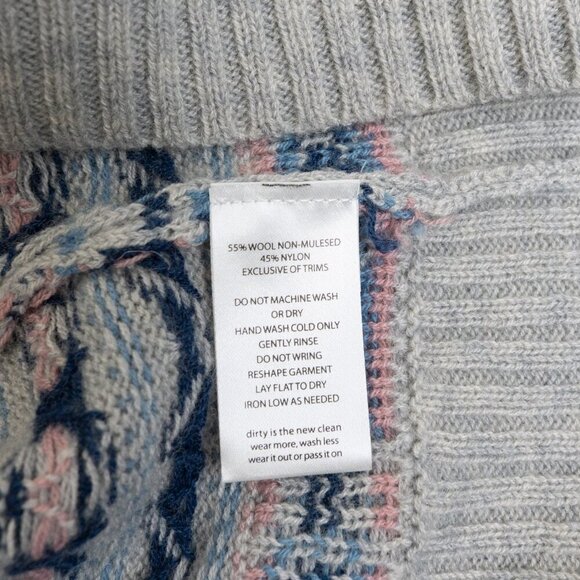 55% WOOL NON-MULESED
45% NYLON
EXCLUSIVE OF TRIMS
DO NOT MACHINE WASH
OR DRY
HAND WASH COLD ONLY
GENTLY RINSE
DO NOT WRING
RESHAPE GARMENT
LAY FLAT TO DRY
IRON LOW AS NEEDED
dirty is the new clean
wear more, wash less
wear it out or pass it on